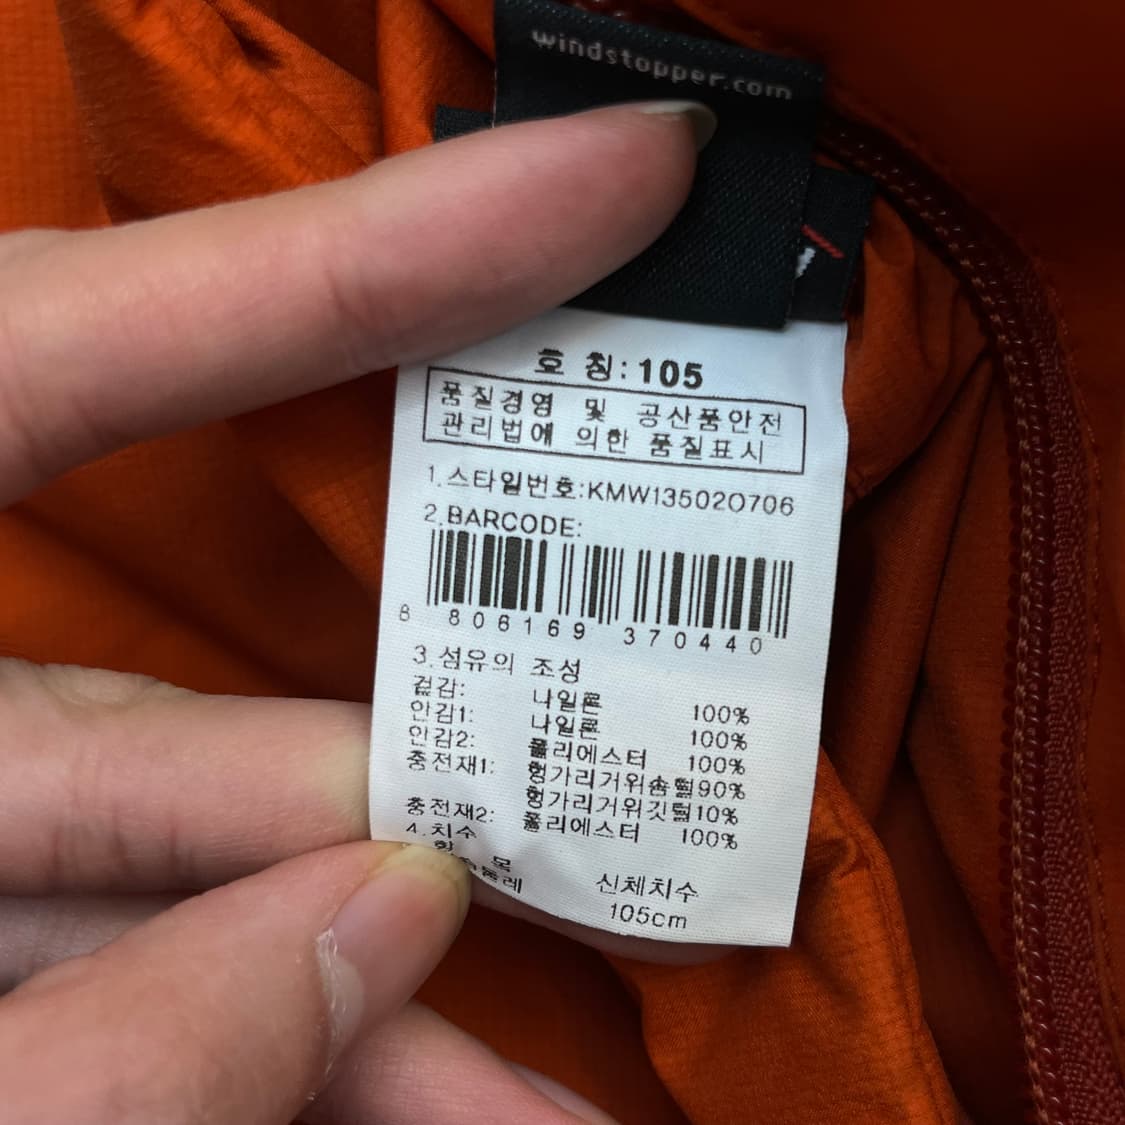 windstopper.com
호 칭:105
품질경영 및 공산품안전
관리법에 의한 품질표시
1.스타일번호:KMW13502O706
2.BARCODE:
8 806169 370440
3.섬유의 조성
겉감: 나일론 100%
안감1: 나일론 100%
안감2: 폴리에스터 100%
충전재1: 헝가리거위솜털90%
헝가리거위깃털10%
충전재2: 폴리에스터 100%
4.치수
항 목 신체치수
105cm